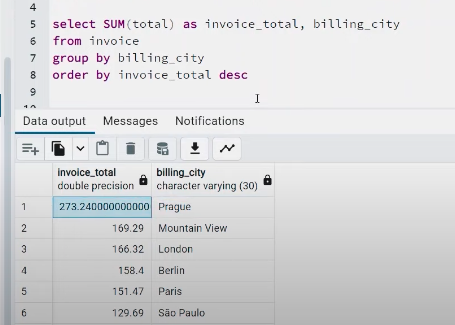 4
5 select SUM(total) as invoice_total, billing_city
6 from invoice
7 group by billing_city
8 order by invoice_total desc
9
Data output Messages Notifications
invoice_total billing_city
double precision character varying (30)
1 273.240000000000 Prague
2 169.29 Mountain View
3 166.32 London
4 158.4 Berlin
5 151.47 Paris
6 129.69 São Paulo